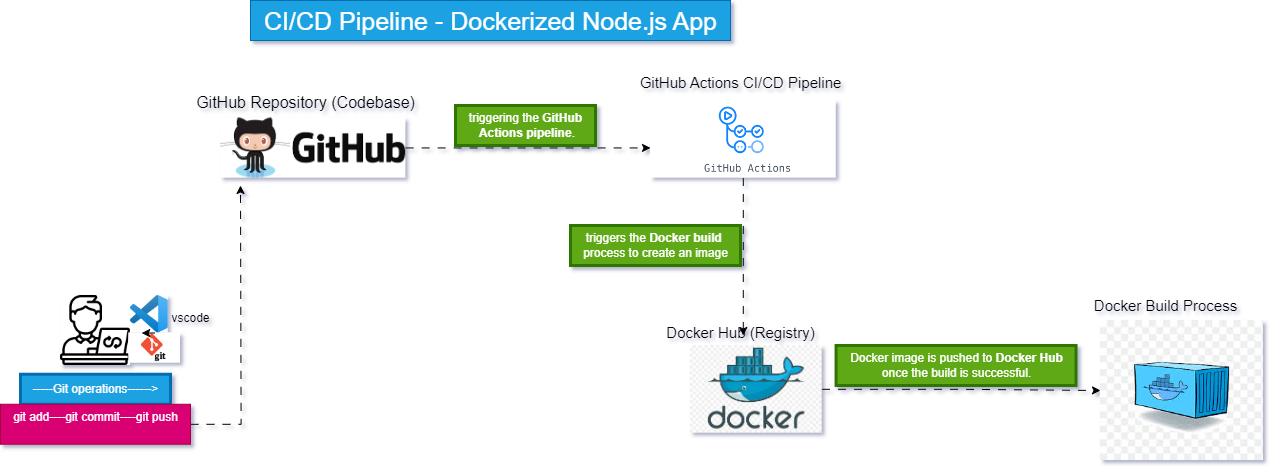 CI/CD Pipeline - Dockerized Node.js App
GitHub Actions CI/CD Pipeline
GitHub Repository (Codebase)
triggering the GitHub
Actions pipeline.
GitHub
GitHub Actions
triggers the Docker build
process to create an image
vscode
git
Docker Build Process
Docker Hub (Registry)
Docker image is pushed to Docker Hub
once the build is successful.
docker
-----Git operations------>
git add----git commit----git push